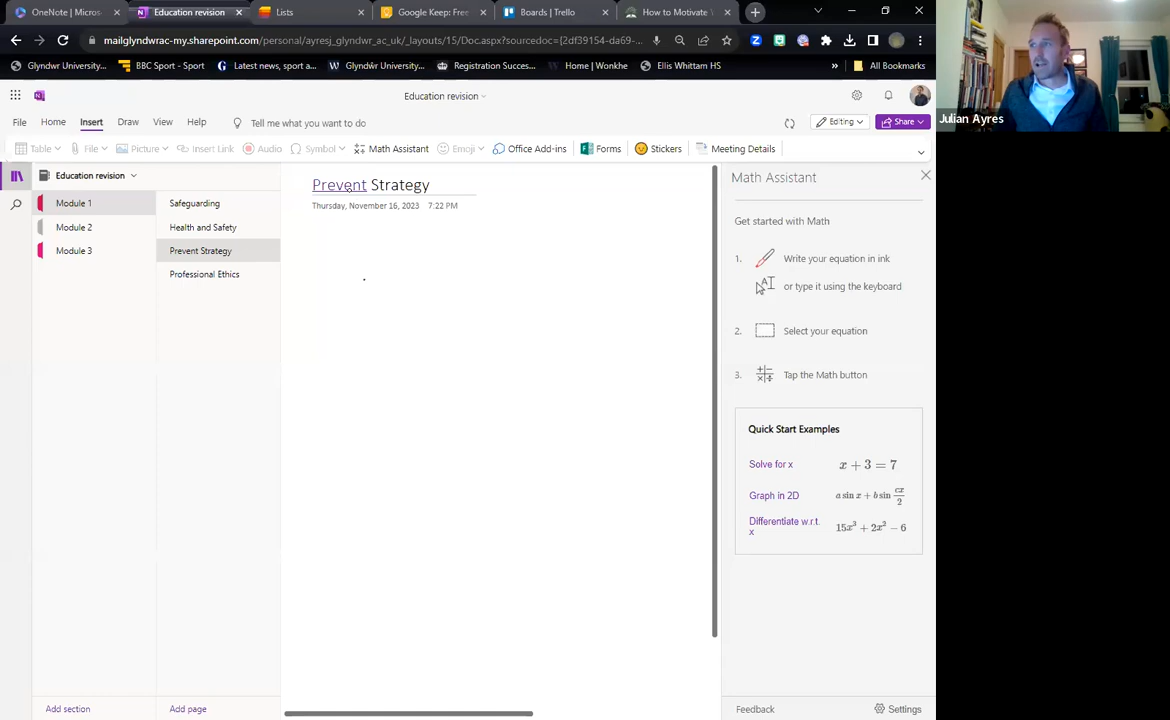 OneNote | Micros
Education revision
Lists
Google Keep: Free
Boards | Trello
How to Motivate Y
mailglyndwrac-my.sharepoint.com/personal/ayresj_glyndwr_ac_uk/_layouts/15/Doc.aspx?sourcedoc={2df39154-da69-
Glyndwr University...
BBC Sport - Sport
Latest news, sport a...
Glyndŵr University...
Registration Succes...
Home | Wonkhe
Ellis Whittam HS
»
All Bookmarks
Education revision
File
Home
Insert
Draw
View
Help
Tell me what you want to do
Editing
Share
Table
File
Picture
Insert Link
Audio
Symbol
Math Assistant
Emoji
Office Add-ins
Forms
Stickers
Meeting Details
Education revision
Module 1
Module 2
Module 3
Safeguarding
Health and Safety
Prevent Strategy
Professional Ethics
Add section
Add page
Prevent Strategy
Thursday, November 16, 2023 7:22 PM
Math Assistant
Get started with Math
1. Write your equation in ink
or type it using the keyboard
2. Select your equation
3. Tap the Math button
Quick Start Examples
Solve for x x + 3 = 7
Graph in 2D a sin x + b sin cx/2
Differentiate w.r.t. x 15x³ + 2x² − 6
Feedback
Settings
Julian Ayres